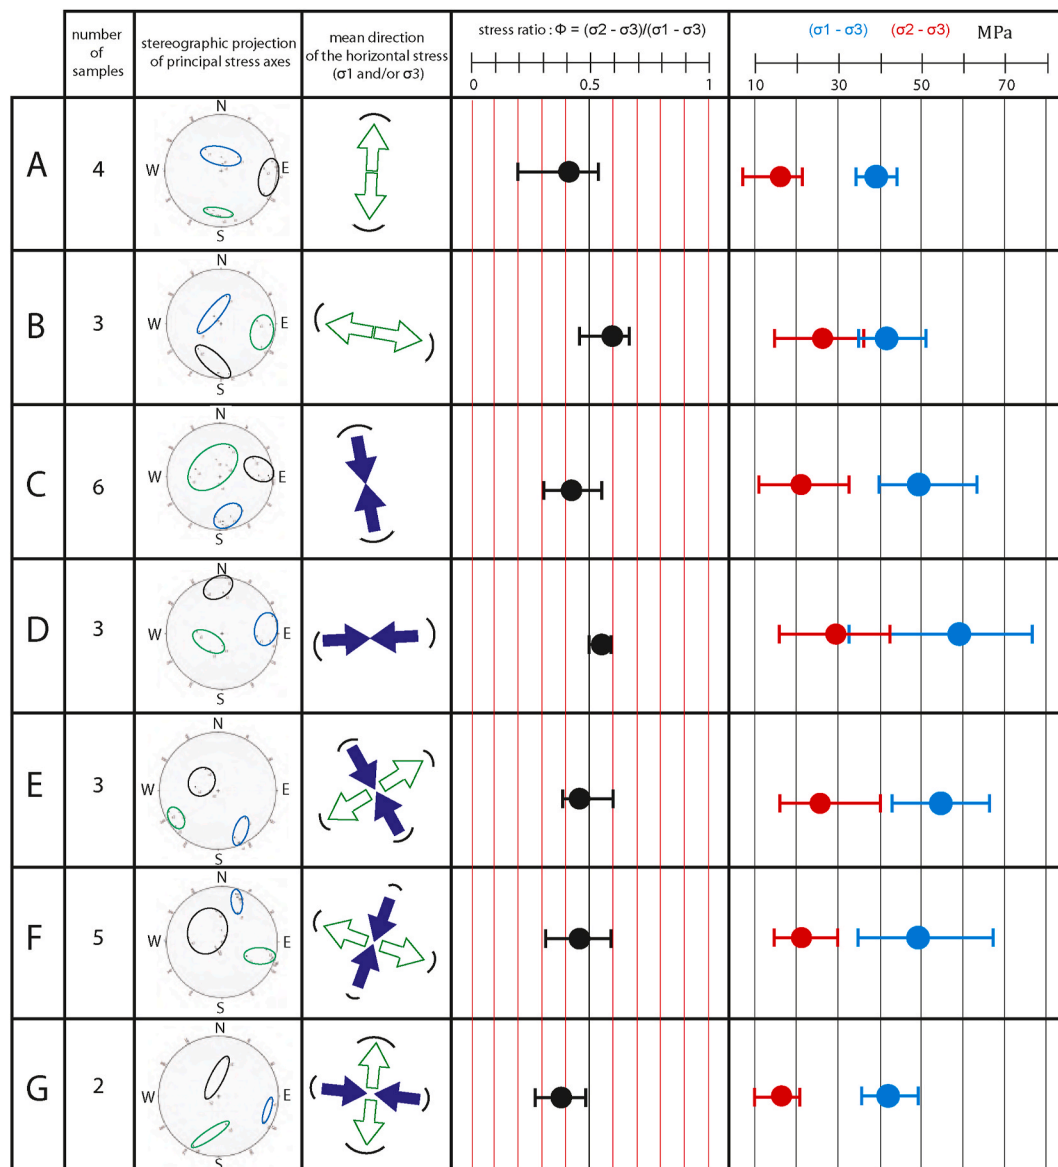 number
of
samples
stereographic projection
of principal stress axes
mean direction
of the horizontal stress
(σ1 and/or σ3)
stress ratio : Φ = (σ2 - σ3)/(σ1 - σ3)
0 0.5 1
(σ1 - σ3) (σ2 - σ3) MPa
10 30 50 70
A 4
N
W E
S
B 3
N
W E
S
C 6
N
W E
S
D 3
N
W E
S
E 3
N
W E
S
F 5
N
W E
S
G 2
N
W E
S